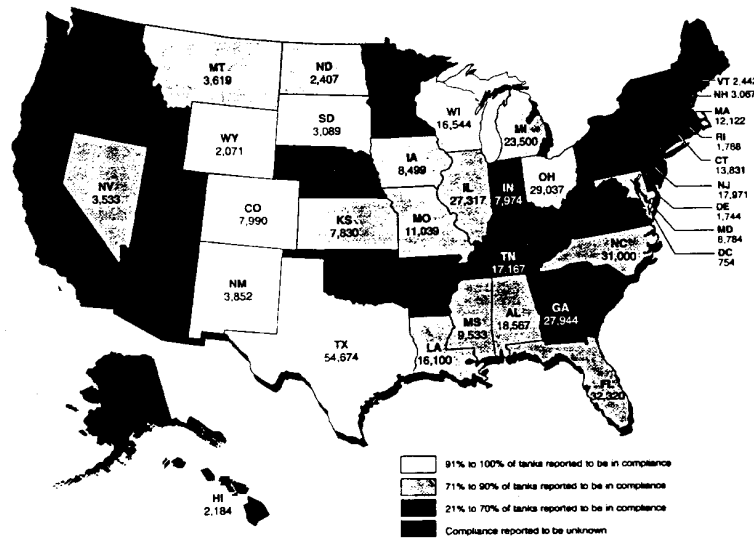 MT
3,619
ND
2,407
VT 2,442
NH 3,067
MA
12,122
RI
1,788
CT
13,831
NJ
17,971
DE
1,744
MD
8,784
DC
754
WI
16,544
MI
23,500
SD
3,089
WY
2,071
IA
8,499
NV
3,533
IL
27,317
IN
7,974
OH
29,037
CO
7,990
KS
7,830
MO
11,039
NC
31,000
TN
17,167
NM
3,852
MS
9,533
AL
18,567
GA
27,944
TX
54,674
LA
16,100
FL
32,320
HI
2,184
91% to 100% of tanks reported to be in compliance
71% to 90% of tanks reported to be in compliance
21% to 70% of tanks reported to be in compliance
Compliance reported to be unknown